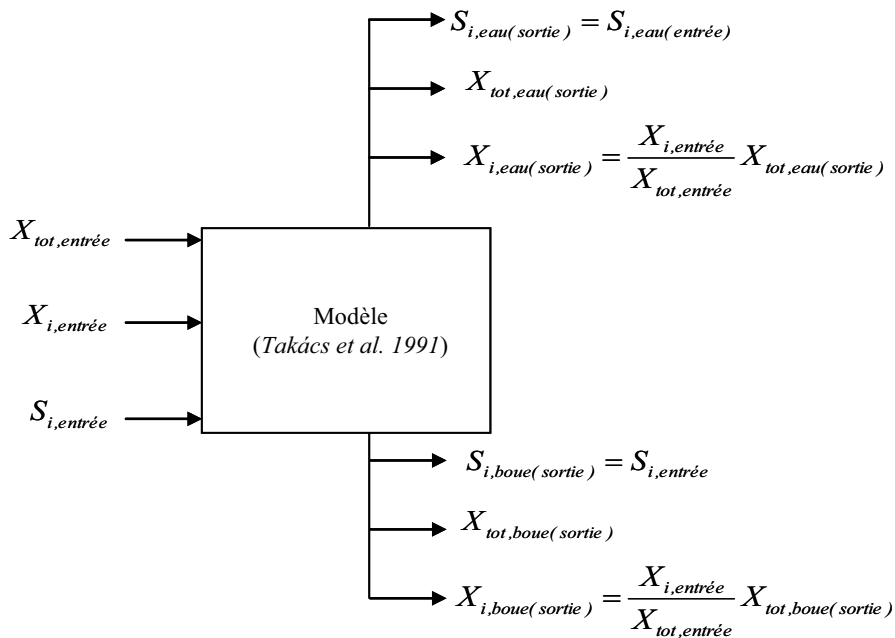 S_{i,eau(sortie)} = S_{i,eau(entrée)}
X_{tot,eau(sortie)}
X_{i,eau(sortie)} = \frac{X_{i,entrée}}{X_{tot,entrée}} X_{tot,eau(sortie)}
X_{tot,entrée}
X_{i,entrée}
S_{i,entrée}
Modèle
(Takács et al. 1991)
S_{i,boue(sortie)} = S_{i,entrée}
X_{tot,boue(sortie)}
X_{i,boue(sortie)} = \frac{X_{i,entrée}}{X_{tot,entrée}} X_{tot,boue(sortie)}